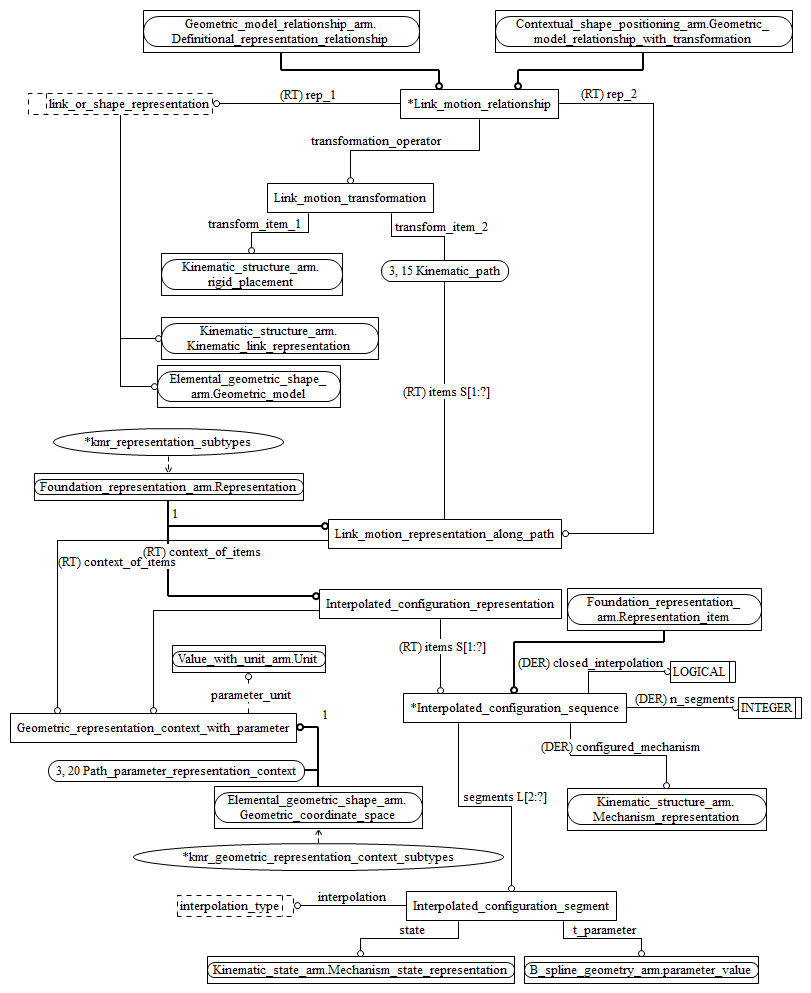 Geometric_model_relationship_arm.
Definitional_representation_relationship
Contextual_shape_positioning_arm.Geometric_
model_relationship_with_transformation
link_or_shape_representation
(RT) rep_1
*Link_motion_relationship
(RT) rep_2
transformation_operator
Link_motion_transformation
transform_item_1
transform_item_2
Kinematic_structure_arm.
rigid_placement
3, 15 Kinematic_path
Kinematic_structure_arm.
Kinematic_link_representation
Elemental_geometric_shape_
arm.Geometric_model
(RT) items S[1:?]
*kmr_representation_subtypes
Foundation_representation_arm.Representation
1
Link_motion_representation_along_path
(RT) context_of_items
(RT) context_of_items
Interpolated_configuration_representation
Foundation_representation_
arm.Representation_item
(RT) items S[1:?]
Value_with_unit_arm.Unit
(DER) closed_interpolation
LOGICAL
parameter_unit
(DER) n_segments
INTEGER
*Interpolated_configuration_sequence
1
Geometric_representation_context_with_parameter
(DER) configured_mechanism
3, 20 Path_parameter_representation_context
segments L[2:?]
Elemental_geometric_shape_arm.
Geometric_coordinate_space
Kinematic_structure_arm.
Mechanism_representation
*kmr_geometric_representation_context_subtypes
interpolation_type
interpolation
Interpolated_configuration_segment
state
t_parameter
Kinematic_state_arm.Mechanism_state_representation
B_spline_geometry_arm.parameter_value